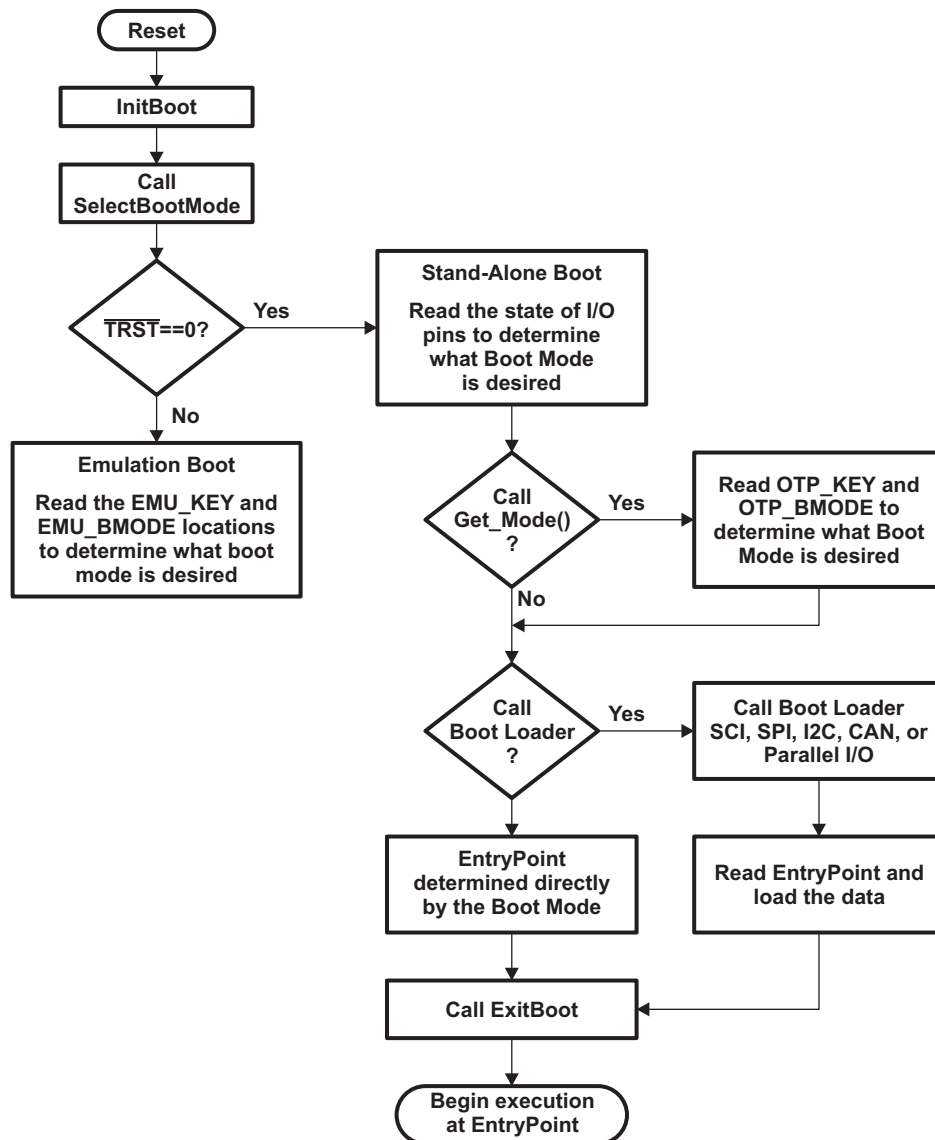 Reset
InitBoot
Call
SelectBootMode
TRST==0?
Yes
No
Stand-Alone Boot
Read the state of I/O
pins to determine
what Boot Mode
is desired
Emulation Boot
Read the EMU_KEY and
EMU_BMODE locations
to determine what boot
mode is desired
Call
Get_Mode()
?
Yes
No
Read OTP_KEY and
OTP_BMODE to
determine what Boot
Mode is desired
Call
Boot Loader
?
Yes
Call Boot Loader
SCI, SPI, I2C, CAN, or
Parallel I/O
EntryPoint
determined directly
by the Boot Mode
Read EntryPoint and
load the data
Call ExitBoot
Begin execution
at EntryPoint